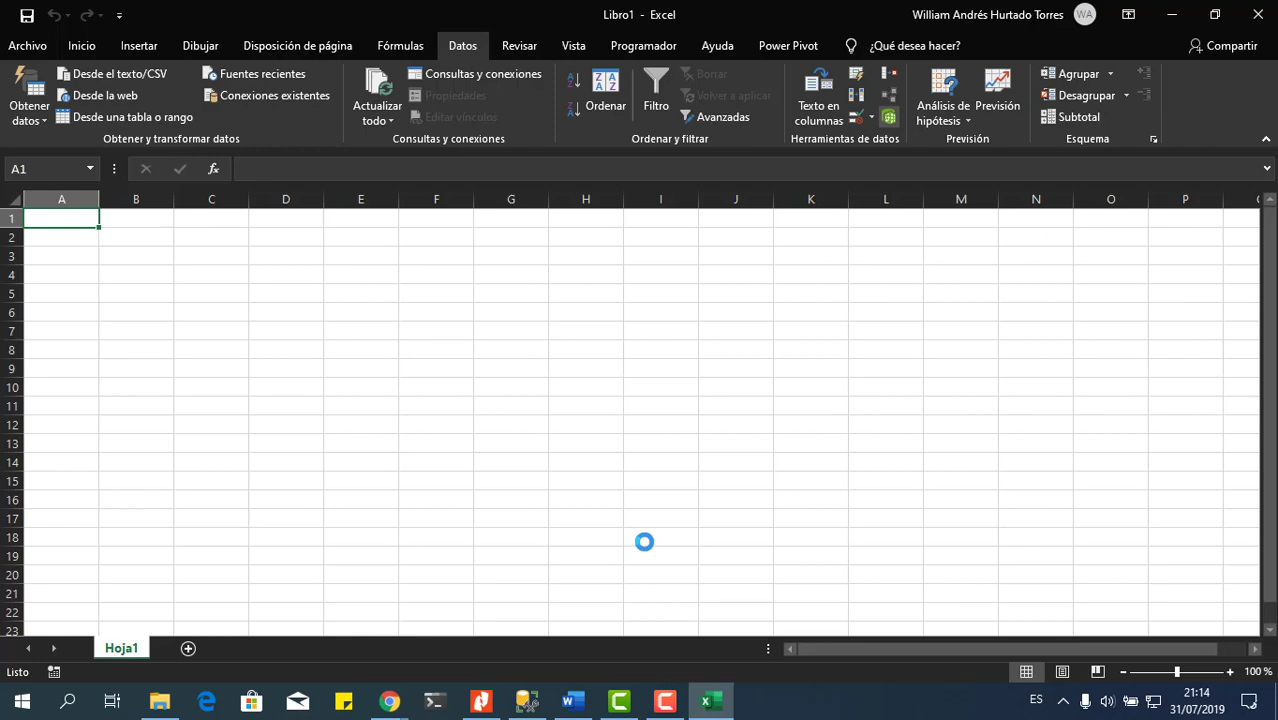 Libro1 - Excel
William Andrés Hurtado Torres WA
Archivo Inicio Insertar Dibujar Disposición de página Fórmulas Datos Revisar Vista Programador Ayuda Power Pivot ¿Qué desea hacer? Compartir
Obtener datos
Desde el texto/CSV
Desde la web
Desde una tabla o rango
Fuentes recientes
Conexiones existentes
Obtener y transformar datos
Actualizar todo
Consultas y conexiones
Propiedades
Editar vínculos
Consultas y conexiones
Ordenar
Filtro
Borrar
Volver a aplicar
Avanzadas
Ordenar y filtrar
Texto en columnas
Herramientas de datos
Análisis de hipótesis
Previsión
Previsión
Agrupar
Desagrupar
Subtotal
Esquema
A1 fx
A B C D E F G H I J K L M N O P
1
2
3
4
5
6
7
8
9
10
11
12
13
14
15
16
17
18
19
20
21
22
23
Hoja1
Listo 100 %
ES 21:14
31/07/2019